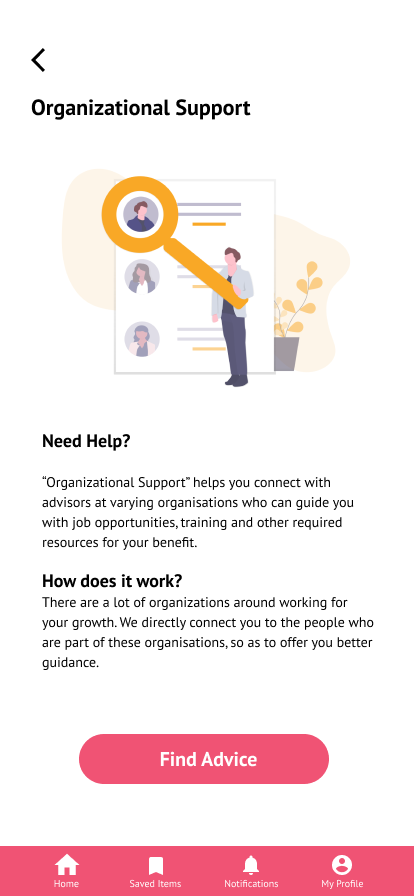 Organizational Support
Need Help?
“Organizational Support” helps you connect with
advisors at varying organisations who can guide you
with job opportunities, training and other required
resources for your benefit.
How does it work?
There are a lot of organizations around working for
your growth. We directly connect you to the people who
are part of these organisations, so as to offer you better
guidance.
Find Advice
Home
Saved Items
Notifications
My Profile